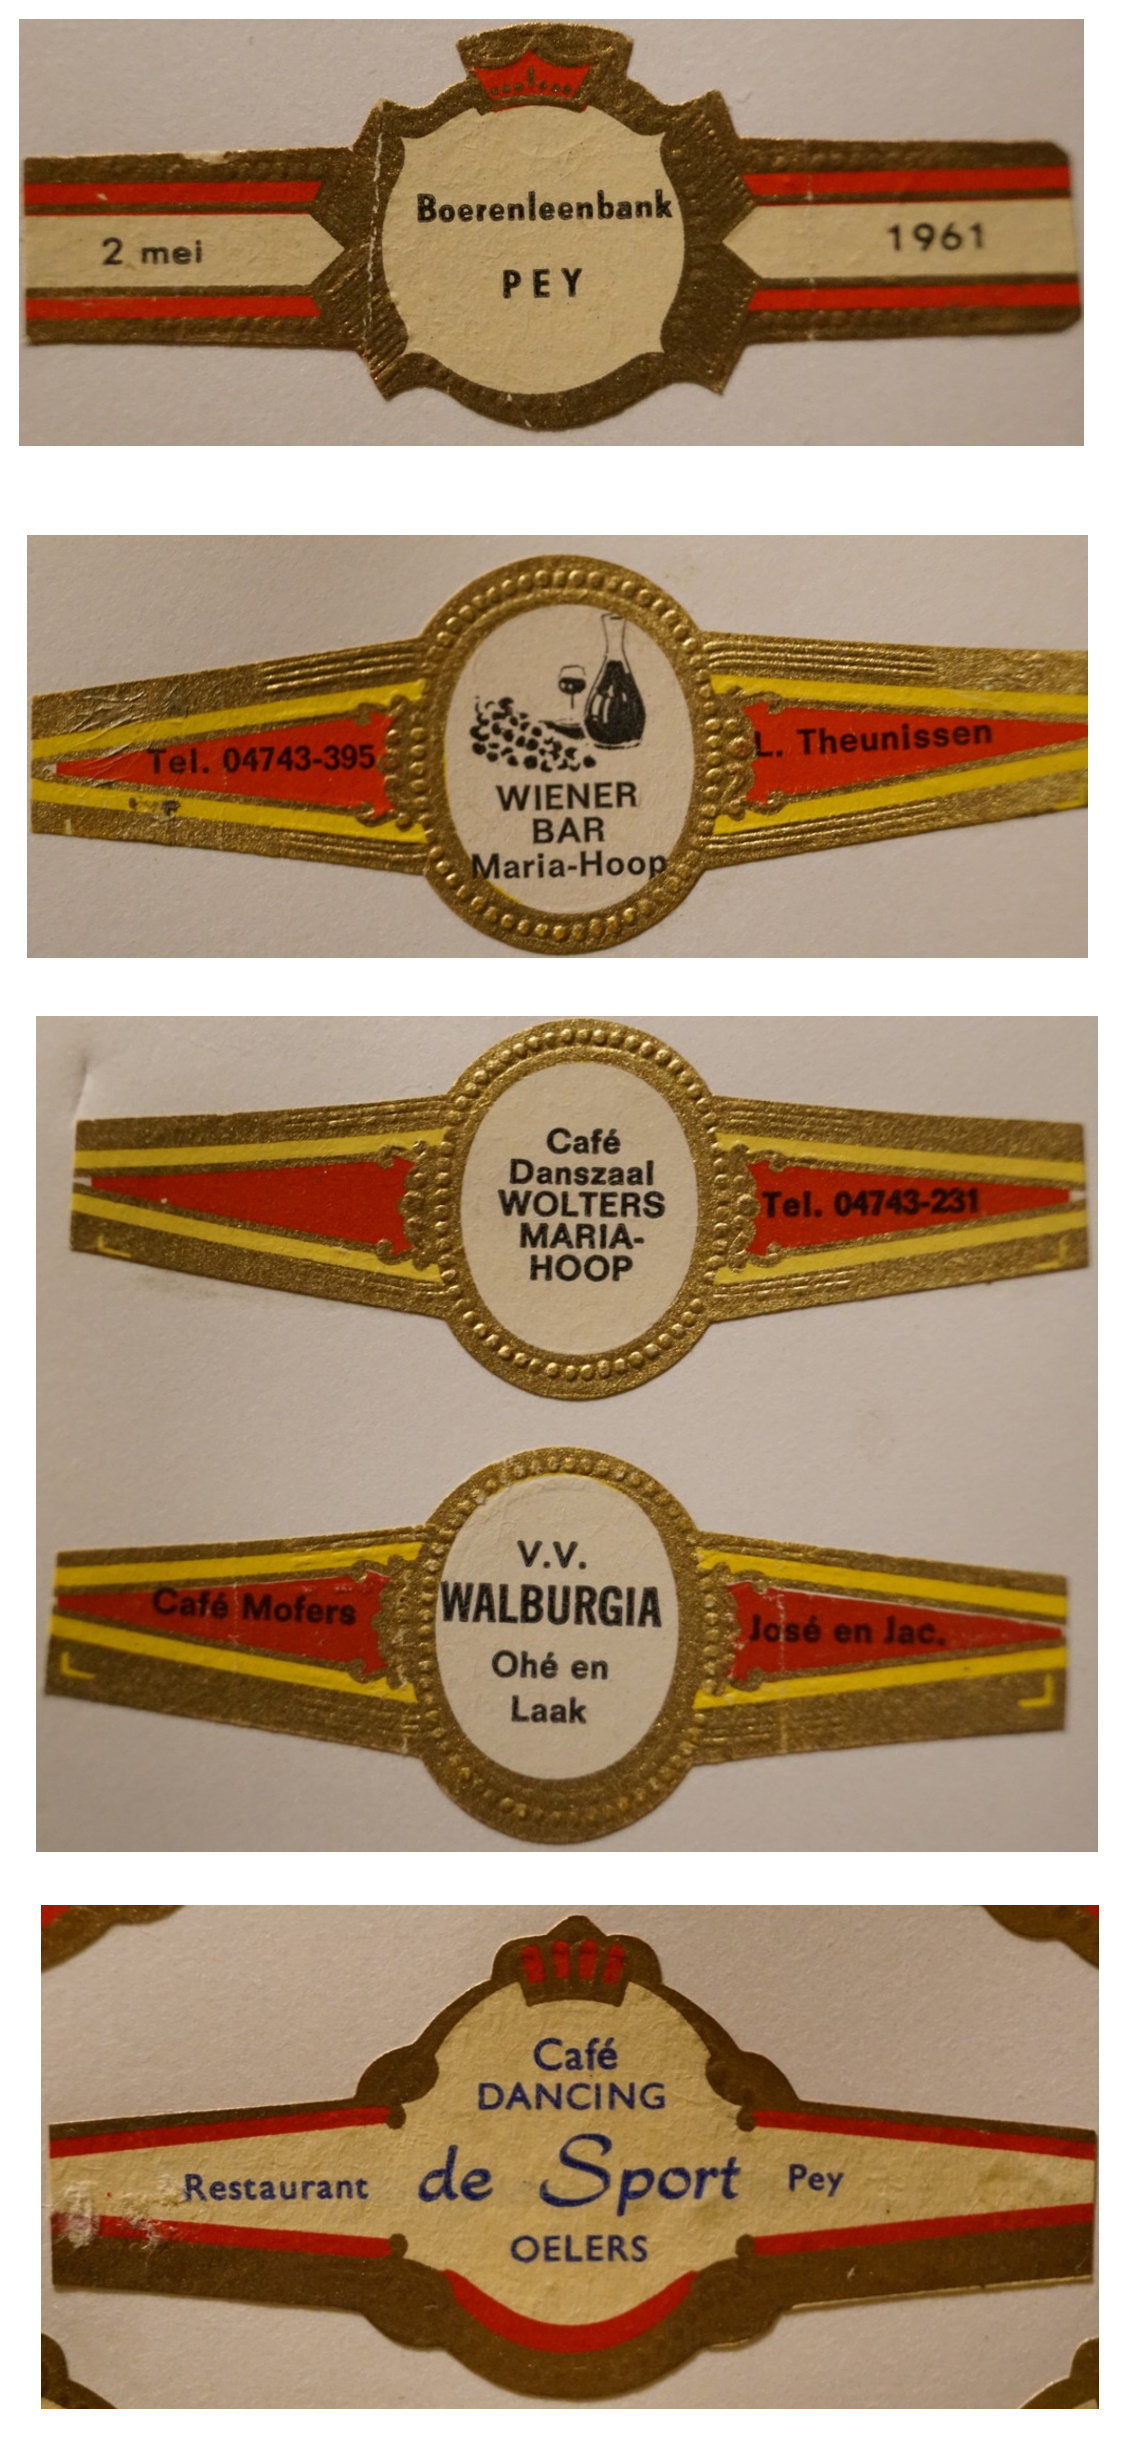 2 mei
Boerenleenbank
PEY
1961
Tel. 04743-395
WIENER
BAR
Maria-Hoop
L. Theunissen
Café
Danszaal
WOLTERS
MARIA-
HOOP
Tel. 04743-231
Café Mofers
V.V.
WALBURGIA
Ohé en
Laak
José en Jac.
Café
DANCING
Restaurant de Sport Pey
OELERS